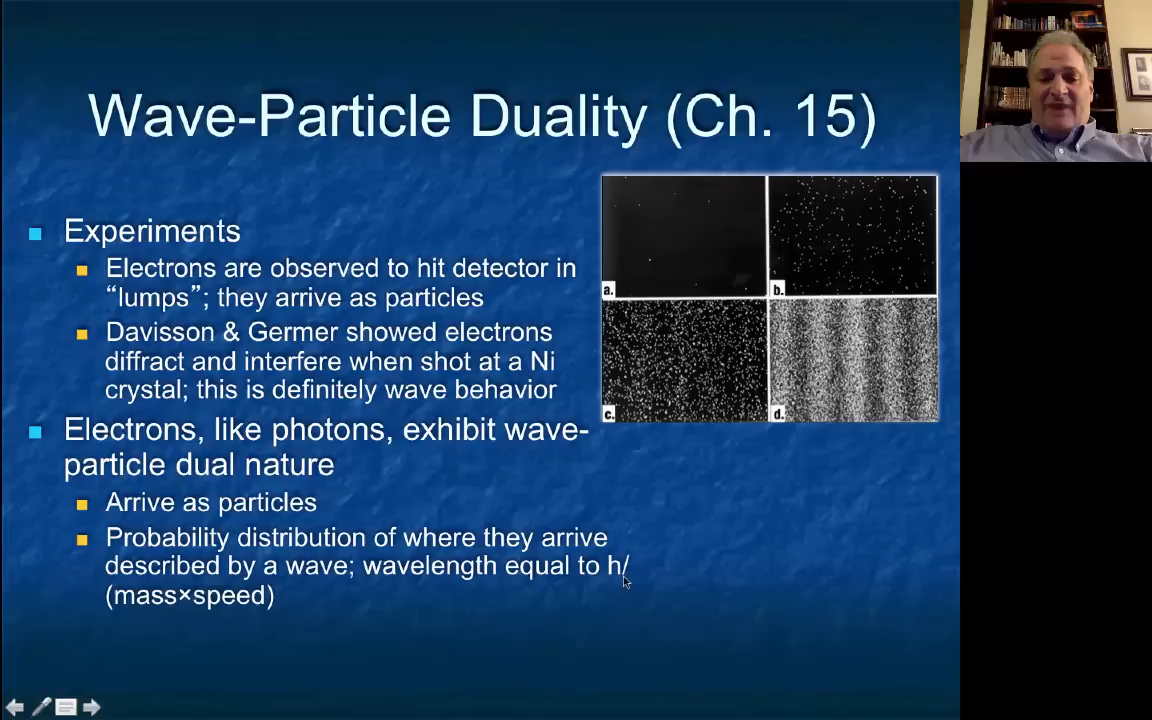 Wave-Particle Duality (Ch. 15)
Experiments
Electrons are observed to hit detector in
“lumps”; they arrive as particles
Davisson & Germer showed electrons
diffract and interfere when shot at a Ni
crystal; this is definitely wave behavior
Electrons, like photons, exhibit wave-
particle dual nature
Arrive as particles
Probability distribution of where they arrive
described by a wave; wavelength equal to h/
(mass×speed)
a.
b.
c.
d.